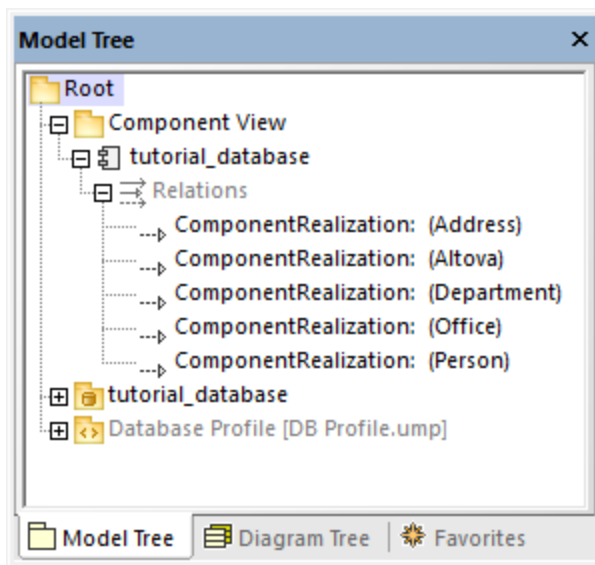 Model Tree
Root
Component View
tutorial_database
Relations
ComponentRealization: (Address)
ComponentRealization: (Altova)
ComponentRealization: (Department)
ComponentRealization: (Office)
ComponentRealization: (Person)
tutorial_database
Database Profile [DB Profile.ump]
Model Tree Diagram Tree Favorites